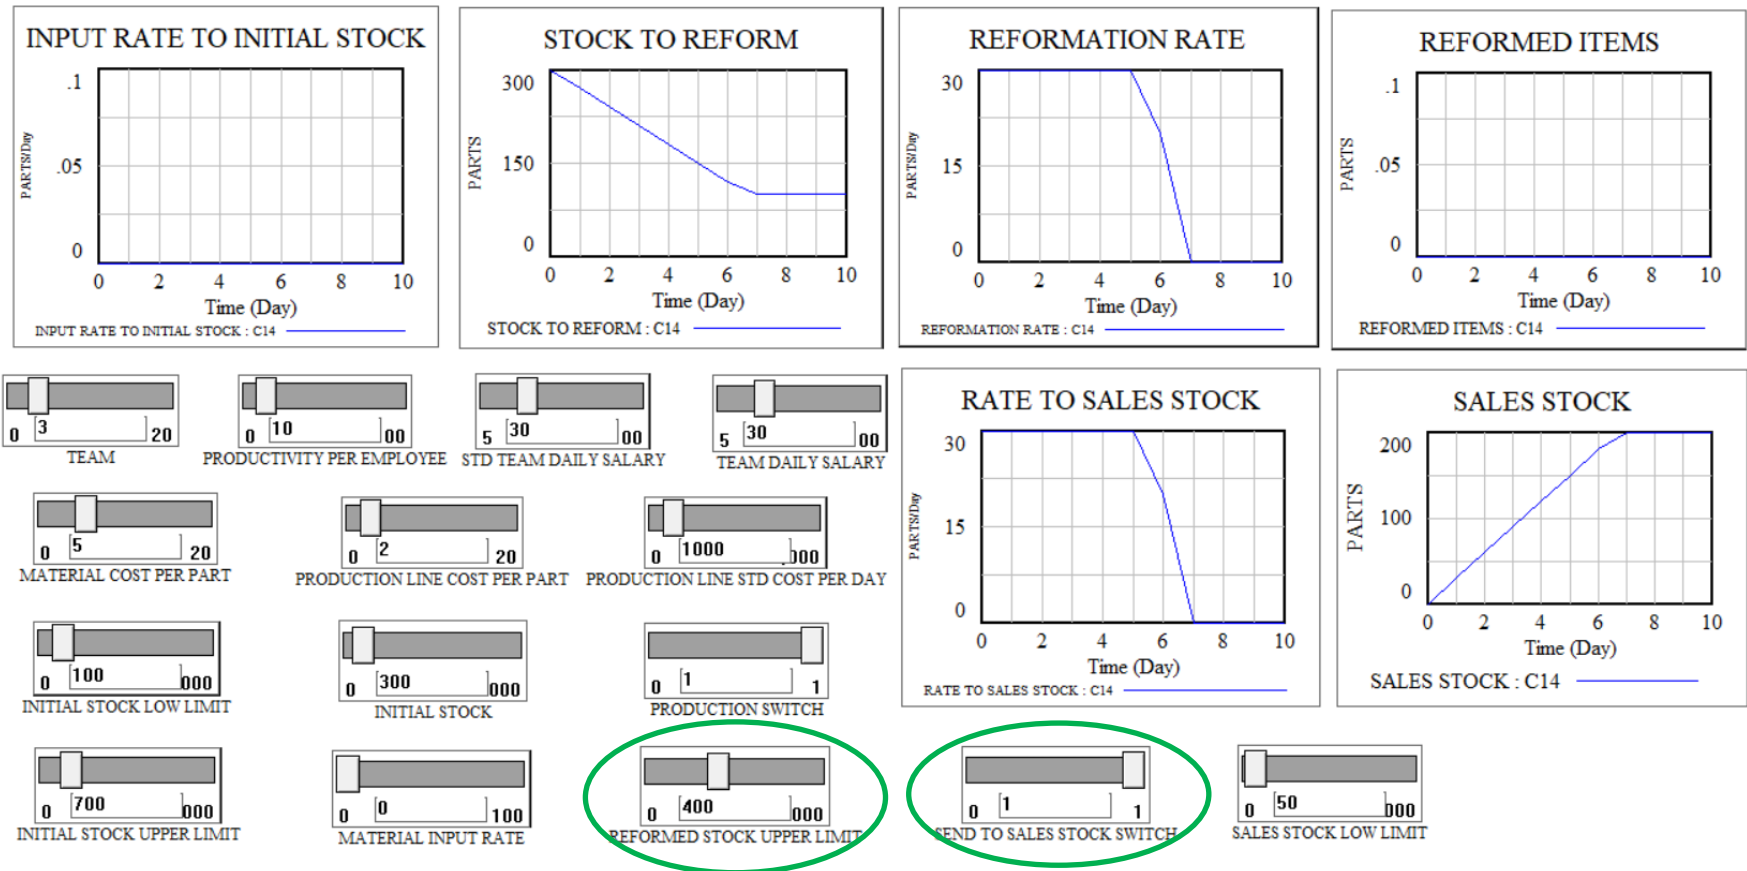 INPUT RATE TO INITIAL STOCK
.1
.05
0
PARTS/Day
0 2 4 6 8 10
Time (Day)
INPUT RATE TO INITIAL STOCK : C14
STOCK TO REFORM
300
150
0
PARTS
0 2 4 6 8 10
Time (Day)
STOCK TO REFORM : C14
REFORMATION RATE
30
15
0
PARTS/Day
0 2 4 6 8 10
Time (Day)
REFORMATION RATE : C14
REFORMED ITEMS
.1
.05
0
PARTS
0 2 4 6 8 10
Time (Day)
REFORMED ITEMS : C14
0 3 20
TEAM
0 10 00
PRODUCTIVITY PER EMPLOYEE
5 30 00
STD TEAM DAILY SALARY
5 30 00
TEAM DAILY SALARY
RATE TO SALES STOCK
30
15
0
PARTS/Day
0 2 4 6 8 10
Time (Day)
RATE TO SALES STOCK : C14
SALES STOCK
200
100
0
PARTS
0 2 4 6 8 10
Time (Day)
SALES STOCK : C14
0 5 20
MATERIAL COST PER PART
0 2 20
PRODUCTION LINE COST PER PART
0 1000 000
PRODUCTION LINE STD COST PER DAY
0 100 000
INITIAL STOCK LOW LIMIT
0 300 000
INITIAL STOCK
0 1 1
PRODUCTION SWITCH
0 700 000
INITIAL STOCK UPPER LIMIT
0 0 100
MATERIAL INPUT RATE
0 400 000
REFORMED STOCK UPPER LIMIT
0 1 1
SEND TO SALES STOCK SWITCH
0 50 000
SALES STOCK LOW LIMIT